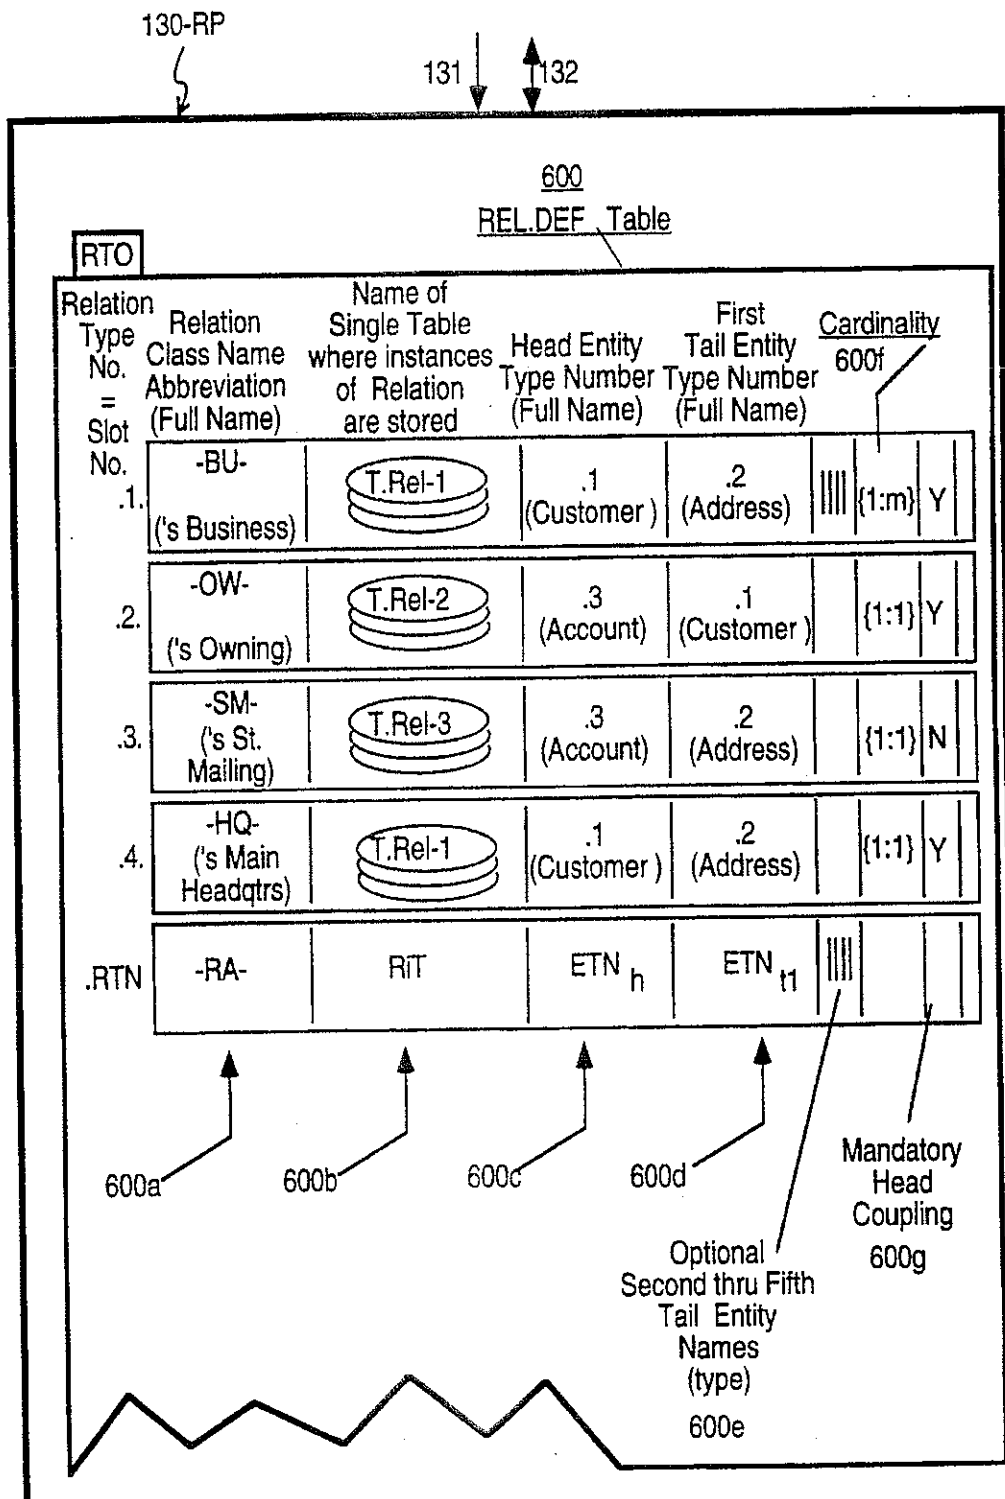 130-RP
131
132
600
REL.DEF Table
RTO
Relation
Type
No.
=
Slot
No.
Relation
Class Name
Abbreviation
(Full Name)
Name of
Single Table
where instances
of Relation
are stored
Head Entity
Type Number
(Full Name)
First
Tail Entity
Type Number
(Full Name)
Cardinality
600f
.1.
-BU-
('s Business)
T.Rel-1
.1
(Customer )
.2
(Address)
{1:m}
Y
.2.
-OW-
('s Owning)
T.Rel-2
.3
(Account)
.1
(Customer )
{1:1}
Y
.3.
-SM-
('s St.
Mailing)
T.Rel-3
.3
(Account)
.2
(Address)
{1:1}
N
.4.
-HQ-
('s Main
Headqtrs)
T.Rel-1
.1
(Customer )
.2
(Address)
{1:1}
Y
.RTN
-RA-
RiT
ETN h
ETN t1
600a
600b
600c
600d
Mandatory
Head
Coupling
600g
Optional
Second thru Fifth
Tail Entity
Names
(type)
600e